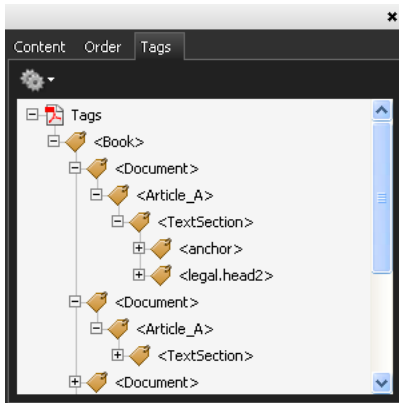 Content Order Tags
Tags
<Book>
<Document>
<Article_A>
<TextSection>
<anchor>
<legal.head2>
<Document>
<Article_A>
<TextSection>
<Document>